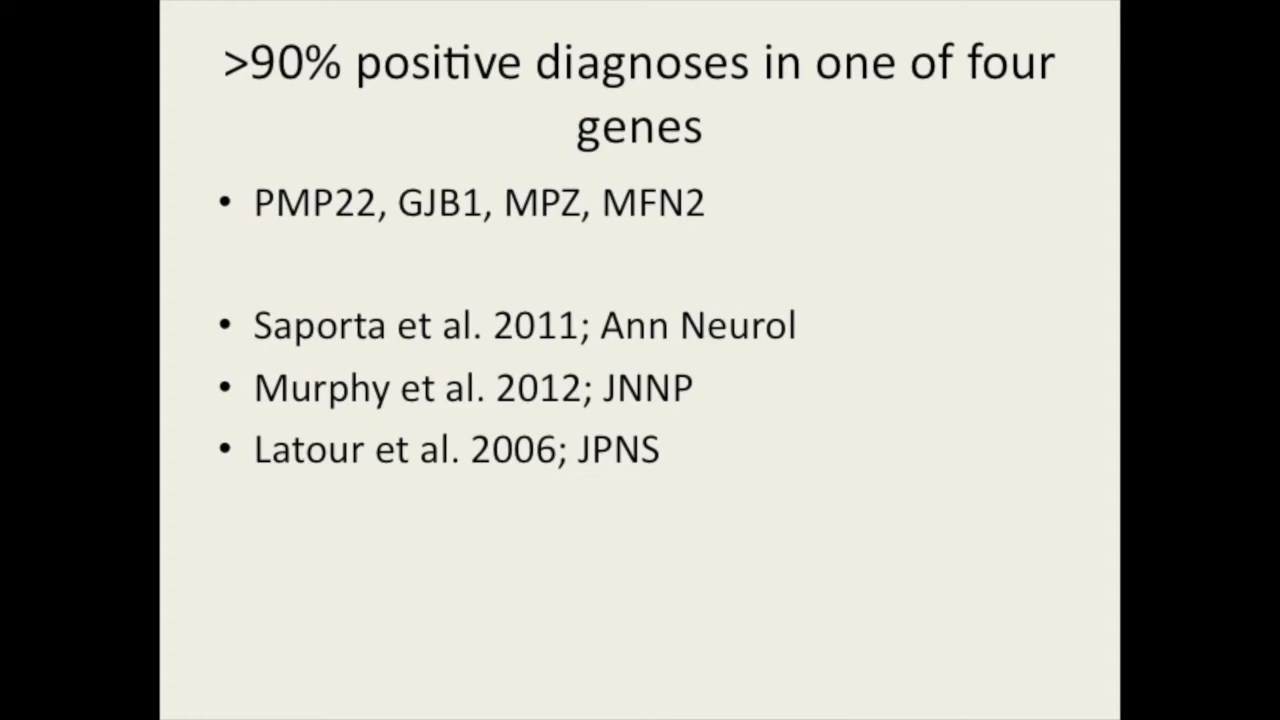 >90% positive diagnoses in one of four
genes
• PMP22, GJB1, MPZ, MFN2
• Saporta et al. 2011; Ann Neurol
• Murphy et al. 2012; JNNP
• Latour et al. 2006; JPNS